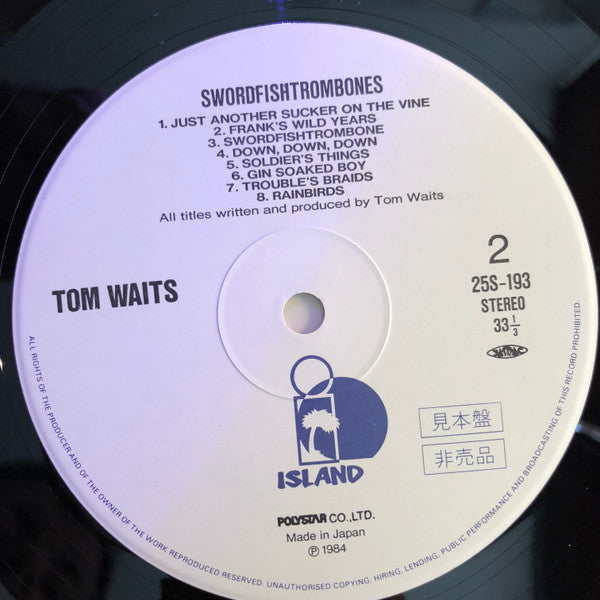 SWORDFISHTROMBONES
1. JUST ANOTHER SUCKER ON THE VINE
2. FRANK'S WILD YEARS
3. SWORDFISHTROMBONE
4. DOWN, DOWN, DOWN
5. SOLDIER'S THINGS
6. GIN SOAKED BOY
7. TROUBLE'S BRAIDS
8. RAINBIRDS
All titles written and produced by Tom Waits
TOM WAITS
2
25S-193
STEREO
33 1/3
見本盤
非売品
ISLAND
POLYSTAR CO.,LTD.
Made in Japan
Ⓟ 1984
ALL RIGHTS OF THE PRODUCER AND OF THE OWNER OF THE WORK REPRODUCED RESERVED. UNAUTHORISED COPYING, HIRING, LENDING, PUBLIC PERFORMANCE AND BROADCASTING OF THIS RECORD PROHIBITED.